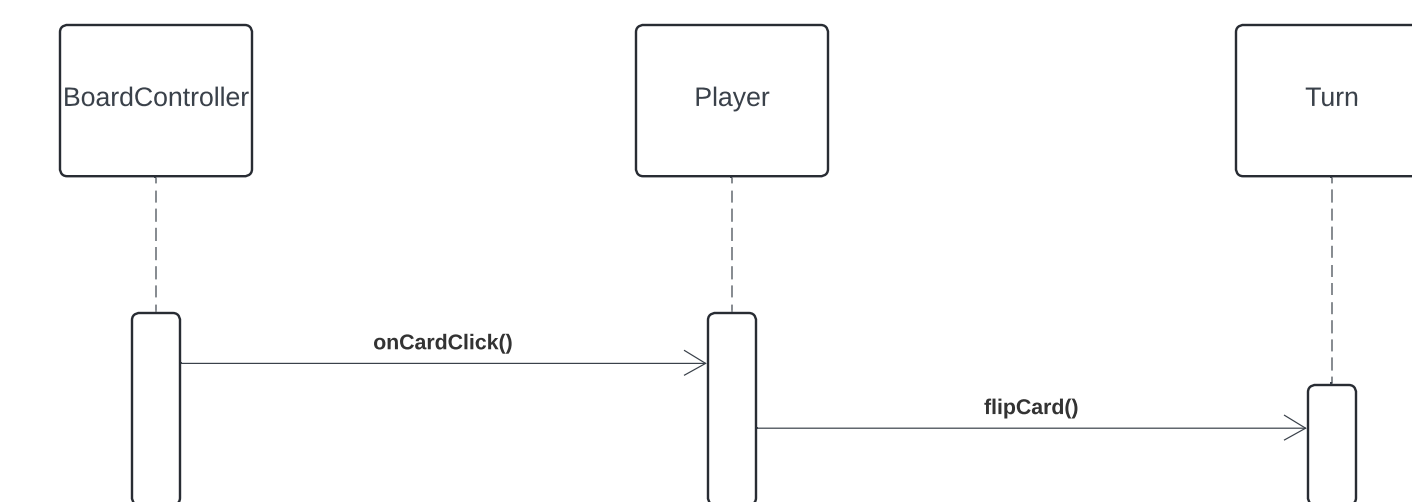 BoardController
Player
Turn
onCardClick()
flipCard()